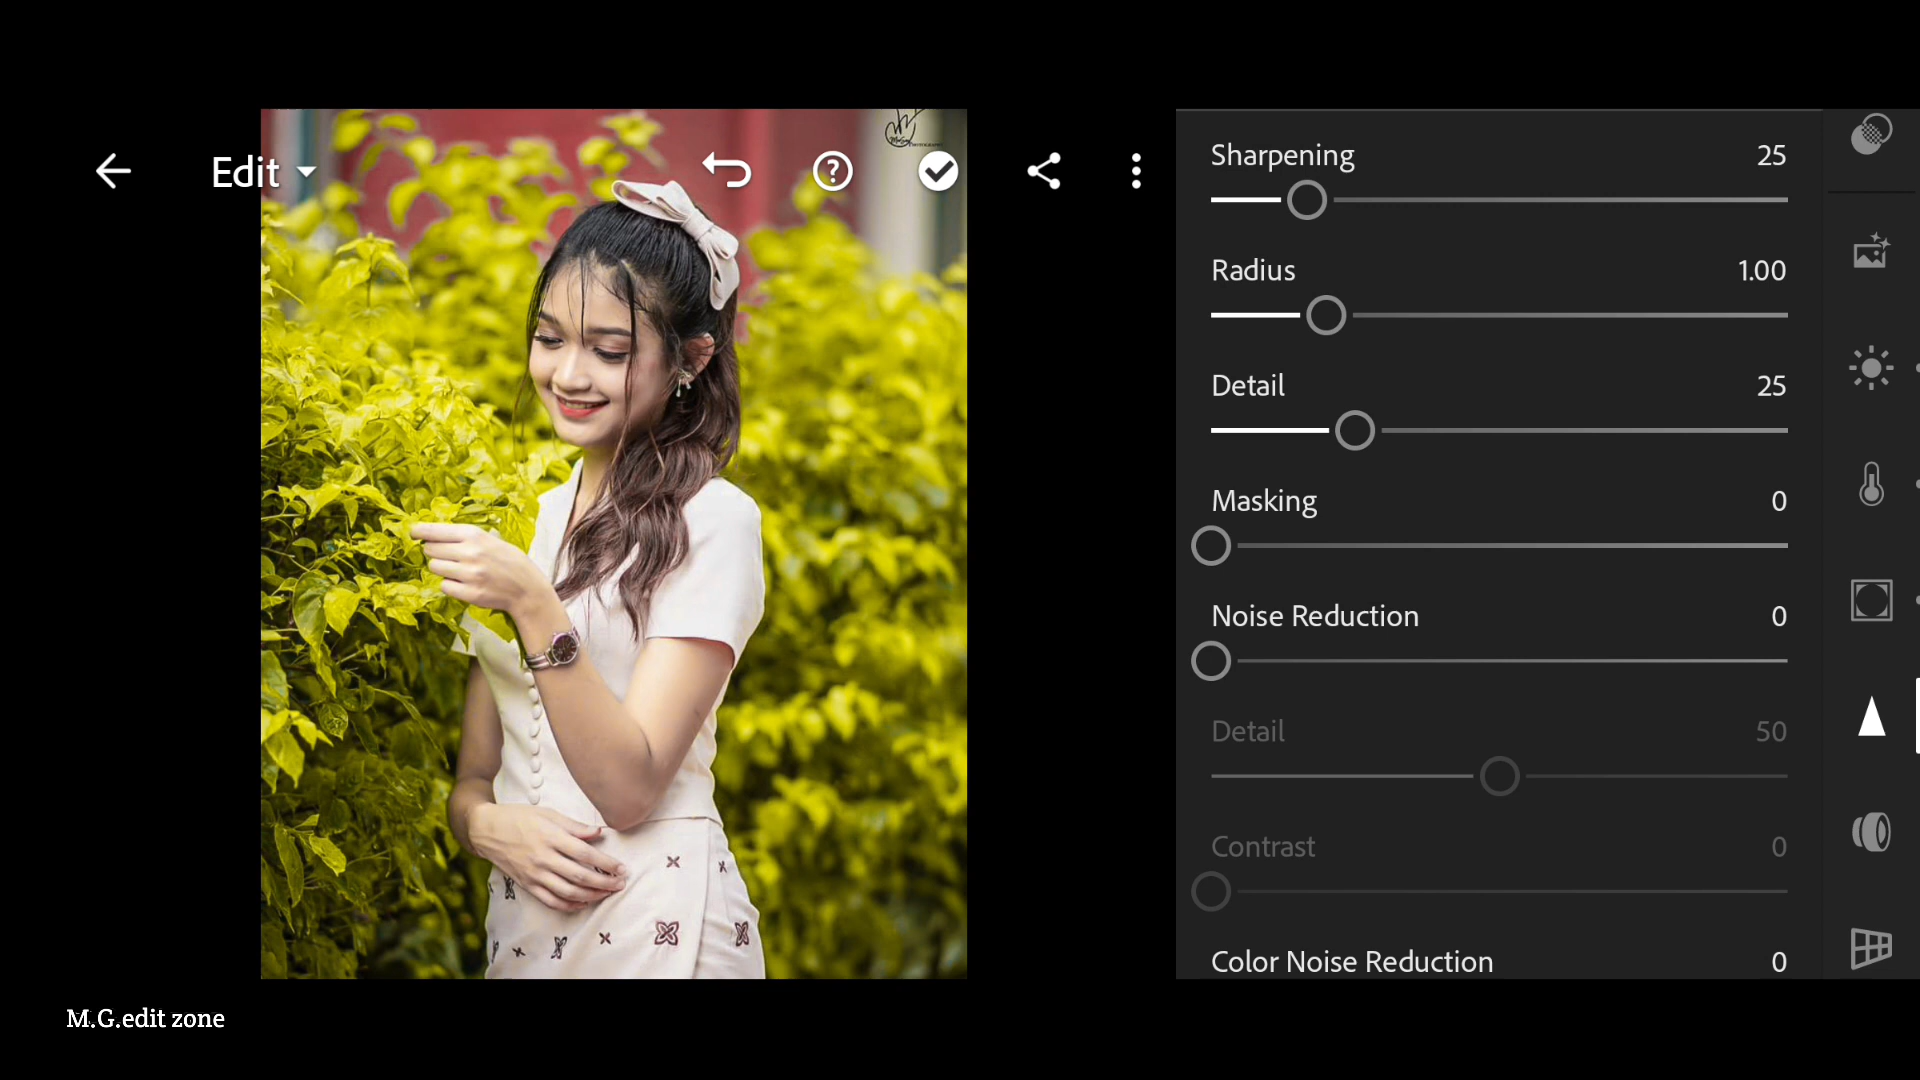 Edit
Sharpening 25
Radius 1.00
Detail 25
Masking 0
Noise Reduction 0
Detail 50
Contrast 0
Color Noise Reduction 0
M.G.edit zone